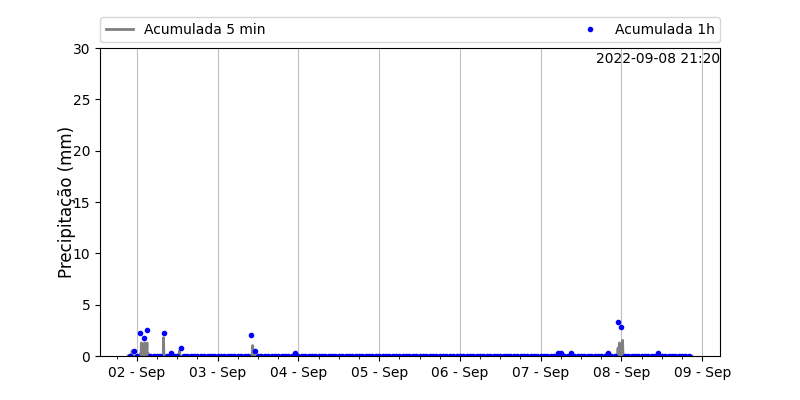 Acumulada 5 min
Acumulada 1h
2022-09-08 21:20
Precipitação (mm)
30
25
20
15
10
5
0
02 - Sep
03 - Sep
04 - Sep
05 - Sep
06 - Sep
07 - Sep
08 - Sep
09 - Sep